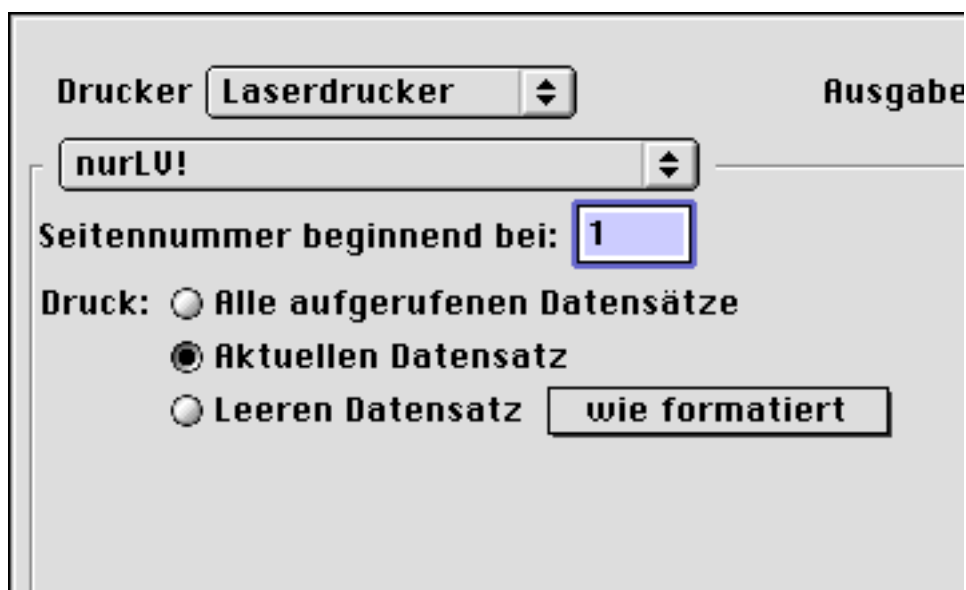 Drucker Laserdrucker Ausgabe
nurLV!
Seitennummer beginnend bei: 1
Druck: Alle aufgerufenen Datensätze
Aktuellen Datensatz
Leeren Datensatz wie formatiert